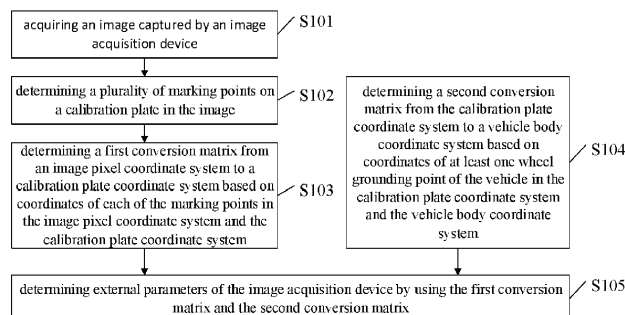 acquiring an image captured by an image
acquisition device
S101
determining a plurality of marking points on
a calibration plate in the image
S102
determining a first conversion matrix from
an image pixel coordinate system to a
calibration plate coordinate system based on
coordinates of each of the marking points in
the image pixel coordinate system and the
calibration plate coordinate system
S103
determining a second conversion
matrix from the calibration plate
coordinate system to a vehicle body
coordinate system based on
coordinates of at least one wheel
grounding point of the vehicle in the
calibration plate coordinate system
and the vehicle body coordinate
system
S104
determining external parameters of the image acquisition device by using the first conversion
matrix and the second conversion matrix
S105